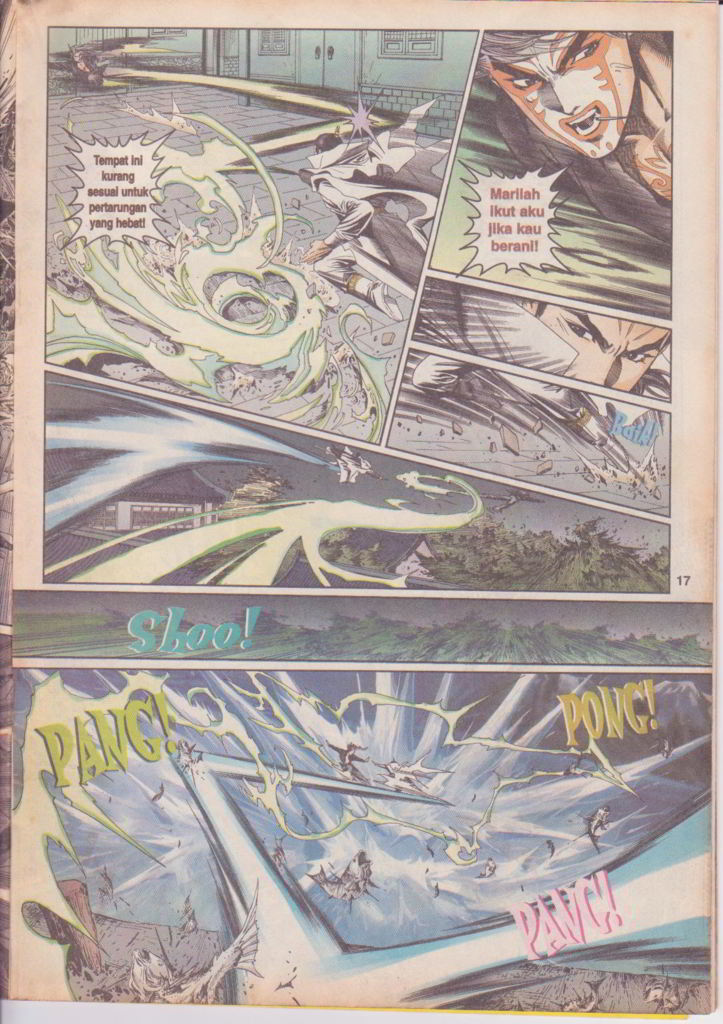 Tempat ini
kurang
sesuai untuk
pertarungan
yang hebat!
Marilah
ikut aku
jika kau
berani!
Baik!
17
Shoo!
PANG!
PONG!
PANG!